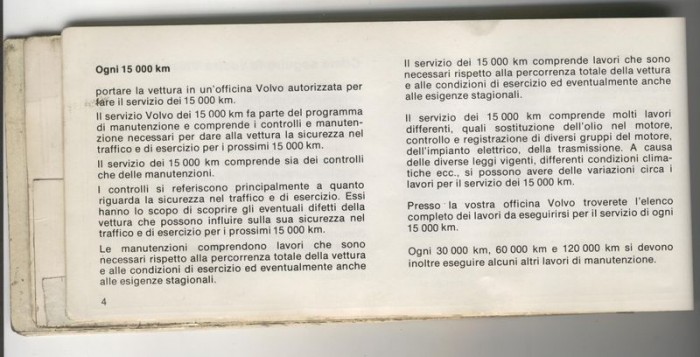 Ogni 15 000 km
portare la vettura in un'officina Volvo autorizzata per
fare il servizio dei 15 000 km.
Il servizio Volvo dei 15 000 km fa parte del programma
di manutenzione e comprende i controlli e manuten-
zione necessari per dare alla vettura la sicurezza nel
traffico e di esercizio per i prossimi 15 000 km.
Il servizio dei 15 000 km comprende sia dei controlli
che delle manutenzioni.
I controlli si referiscono principalmente a quanto
riguarda la sicurezza nel traffico e di esercizio. Essi
hanno lo scopo di scoprire gli eventuali difetti della
vettura che possono influire sulla sua sicurezza nel
traffico e di esercizio per i prossimi 15 000 km.
Le manutenzioni comprendono lavori che sono
necessari rispetto alla percorrenza totale della vettura
e alle condizioni di esercizio ed eventualmente anche
alle esigenze stagionali.
4
Il servizio dei 15 000 km comprende lavori che sono
necessari rispetto alla percorrenza totale della vettura
e alle condizioni di esercizio ed eventualmente anche
alle esigenze stagionali.
Il servizio dei 15 000 km comprende molti lavori
differenti, quali sostituzione dell'olio nel motore,
controllo e registrazione di diversi gruppi del motore,
dell'impianto elettrico, della trasmissione. A causa
delle diverse leggi vigenti, differenti condizioni clima-
tiche ecc., si possono avere delle variazioni circa i
lavori per il servizio dei 15 000 km.
Presso la vostra officina Volvo troverete l'elenco
completo dei lavori da eseguirirsi per il servizio di ogni
15 000 km.
Ogni 30 000 km, 60 000 km e 120 000 km si devono
inoltre eseguire alcuni altri lavori di manutenzione.